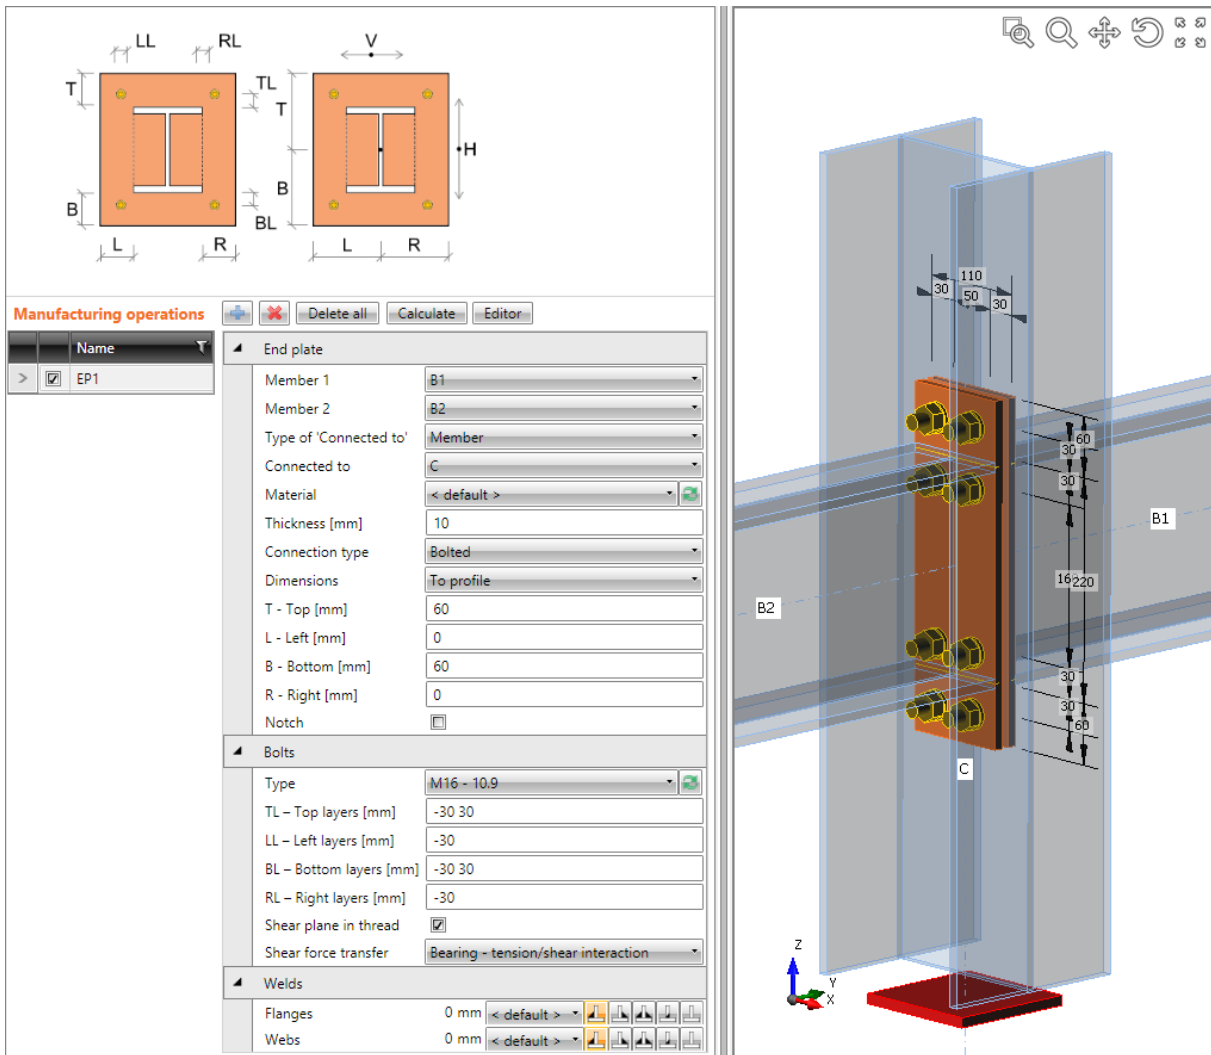 LL RL V
T TL T
H
B B
BL
L R L R
Manufacturing operations Delete all Calculate Editor
Name
EP1
End plate
Member 1 B1
Member 2 B2
Type of 'Connected to' Member
Connected to C
Material < default >
Thickness [mm] 10
Connection type Bolted
Dimensions To profile
T - Top [mm] 60
L - Left [mm] 0
B - Bottom [mm] 60
R - Right [mm] 0
Notch
Bolts
Type M16 - 10.9
TL – Top layers [mm] -30 30
LL – Left layers [mm] -30
BL – Bottom layers [mm] -30 30
RL – Right layers [mm] -30
Shear plane in thread
Shear force transfer Bearing - tension/shear interaction
Welds
Flanges 0 mm < default >
Webs 0 mm < default >
110
30 50 30
60
30
30
B1
220
B2
30
30
60
C
Z
Y
X